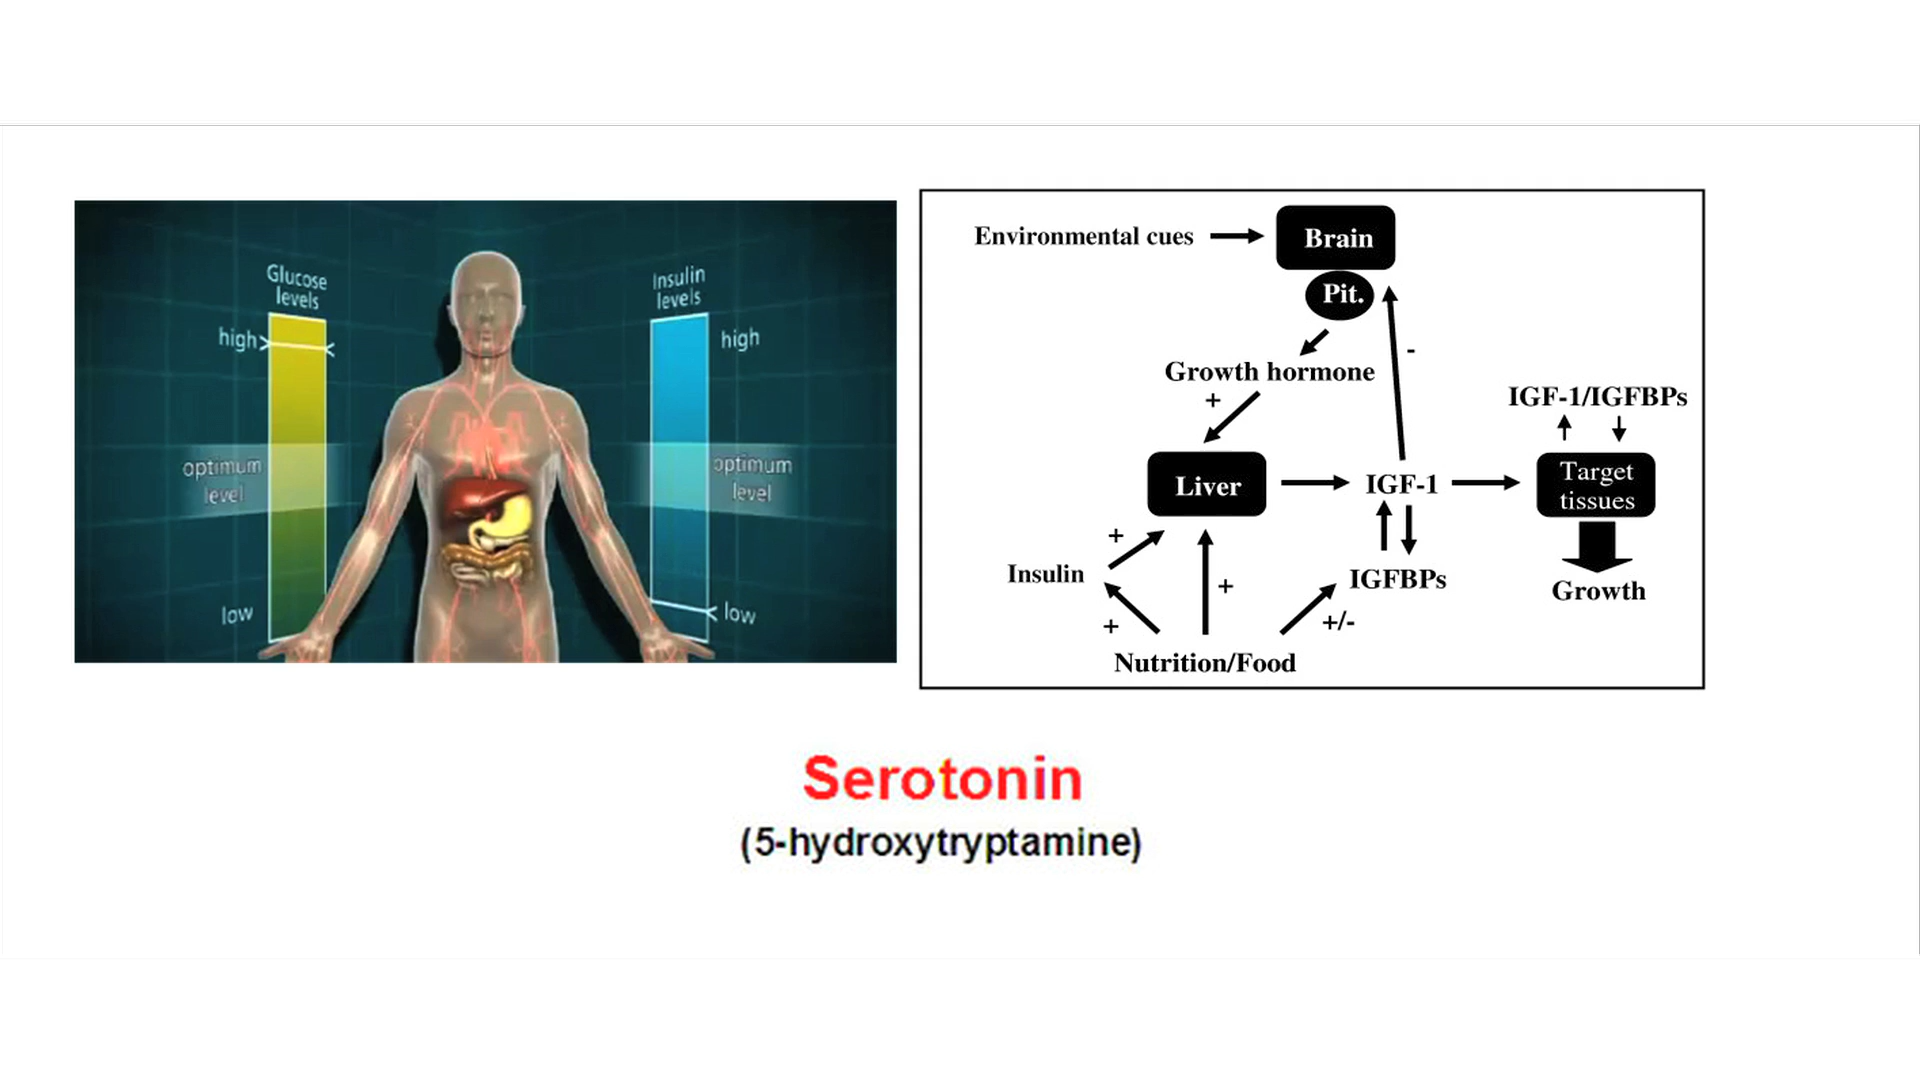 Glucose
levels
high
optimum
level
low
Insulin
levels
high
optimum
level
low
Environmental cues
Brain
Pit.
-
Growth hormone
+
IGF-1/IGFBPs
Liver
IGF-1
Target
tissues
+
Insulin
+
IGFBPs
Growth
+
+/-
Nutrition/Food
Serotonin
(5-hydroxytryptamine)